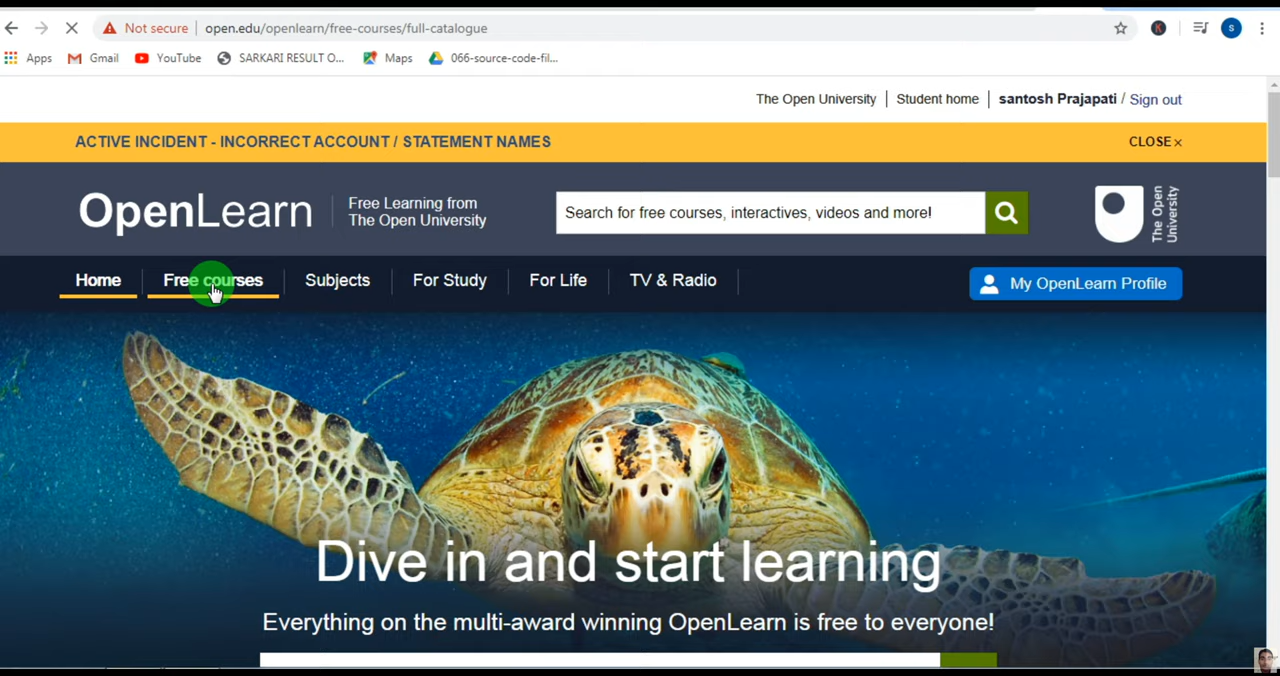 Not secure | open.edu/openlearn/free-courses/full-catalogue
K S
Apps Gmail YouTube SARKARI RESULT O... Maps 066-source-code-fil...
The Open University Student home santosh Prajapati / Sign out
ACTIVE INCIDENT - INCORRECT ACCOUNT / STATEMENT NAMES CLOSE ×
OpenLearn
Free Learning from
The Open University
Search for free courses, interactives, videos and more!
The Open
University
Home Free courses Subjects For Study For Life TV & Radio My OpenLearn Profile
Dive in and start learning
Everything on the multi-award winning OpenLearn is free to everyone!